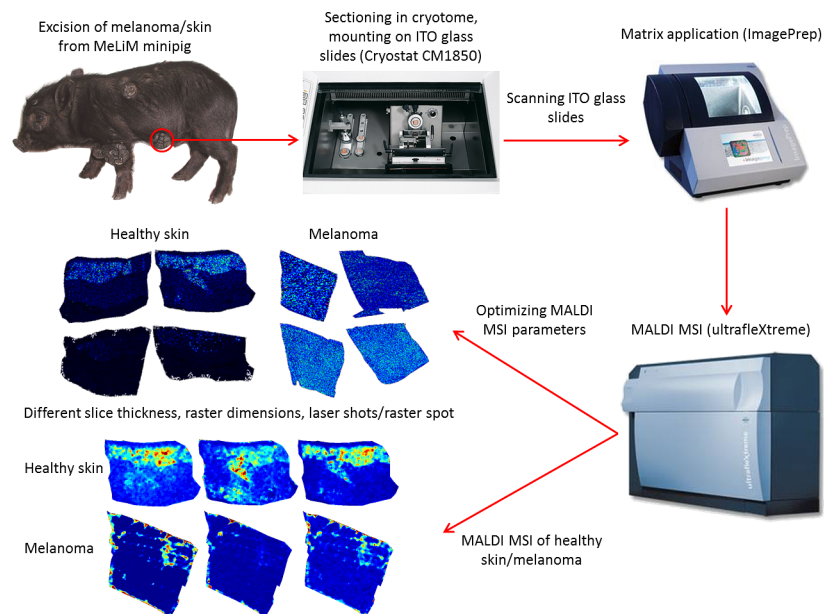 Excision of melanoma/skin
from MeLiM minipig
Sectioning in cryotome,
mounting on ITO glass
slides (Cryostat CM1850)
Scanning ITO glass
slides
Matrix application (ImagePrep)
Healthy skin
Melanoma
Optimizing MALDI
MSI parameters
MALDI MSI (ultrafleXtreme)
ultrafleXtreme
Different slice thickness, raster dimensions, laser shots/raster spot
Healthy skin
Melanoma
MALDI MSI of healthy
skin/melanoma